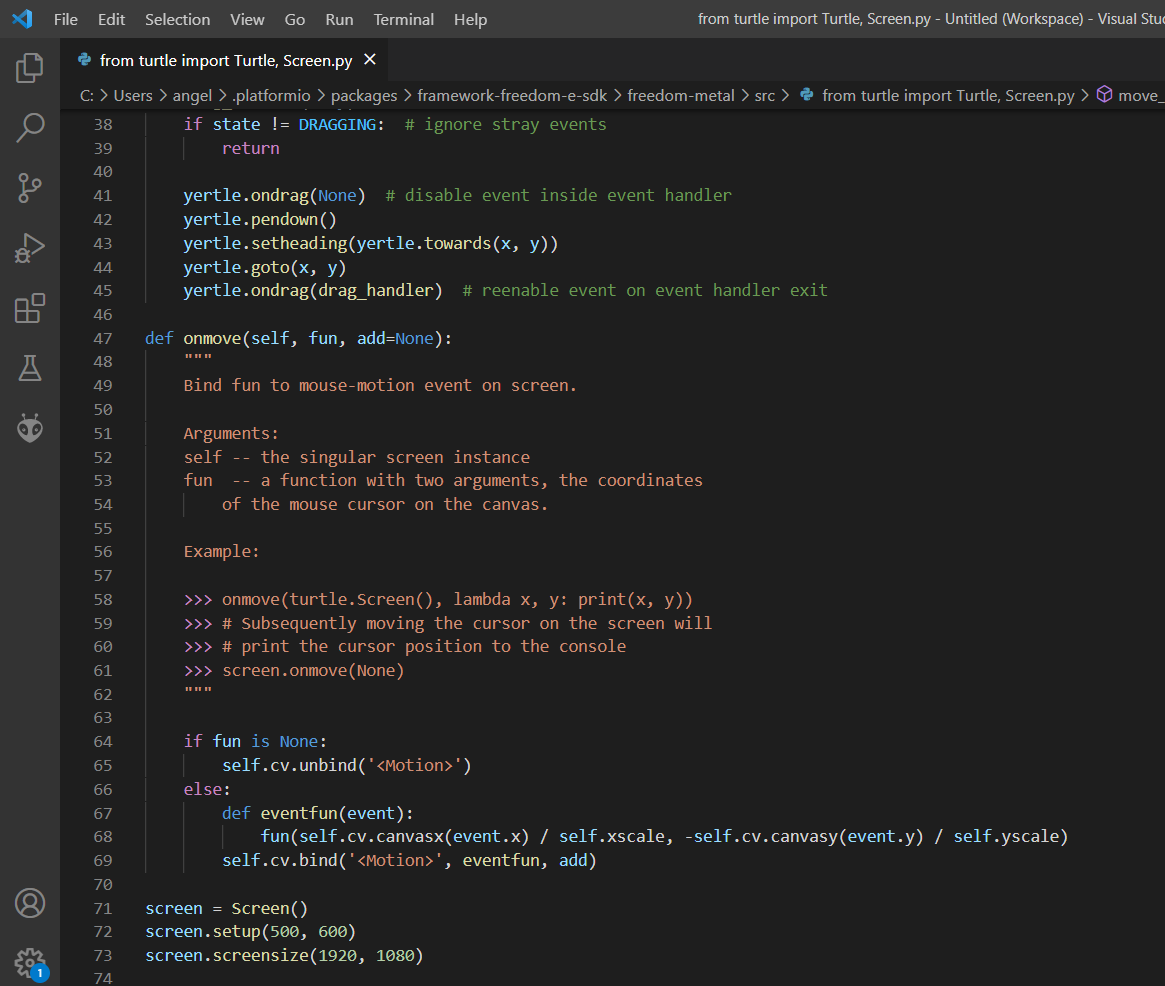 File Edit Selection View Go Run Terminal Help from turtle import Turtle, Screen.py - Untitled (Workspace) - Visual Stu
from turtle import Turtle, Screen.py ×
C: > Users > angel > .platformio > packages > framework-freedom-e-sdk > freedom-metal > src > from turtle import Turtle, Screen.py > move_
38 if state != DRAGGING:  # ignore stray events
39 return
40
41 yertle.ondrag(None)  # disable event inside event handler
42 yertle.pendown()
43 yertle.setheading(yertle.towards(x, y))
44 yertle.goto(x, y)
45 yertle.ondrag(drag_handler)  # reenable event on event handler exit
46
47 def onmove(self, fun, add=None):
48 """
49 Bind fun to mouse-motion event on screen.
50
51 Arguments:
52 self -- the singular screen instance
53 fun  -- a function with two arguments, the coordinates
54 of the mouse cursor on the canvas.
55
56 Example:
57
58 >>> onmove(turtle.Screen(), lambda x, y: print(x, y))
59 >>> # Subsequently moving the cursor on the screen will
60 >>> # print the cursor position to the console
61 >>> screen.onmove(None)
62 """
63
64 if fun is None:
65 self.cv.unbind('<Motion>')
66 else:
67 def eventfun(event):
68 fun(self.cv.canvasx(event.x) / self.xscale, -self.cv.canvasy(event.y) / self.yscale)
69 self.cv.bind('<Motion>', eventfun, add)
70
71 screen = Screen()
72 screen.setup(500, 600)
73 screen.screensize(1920, 1080)
74
1